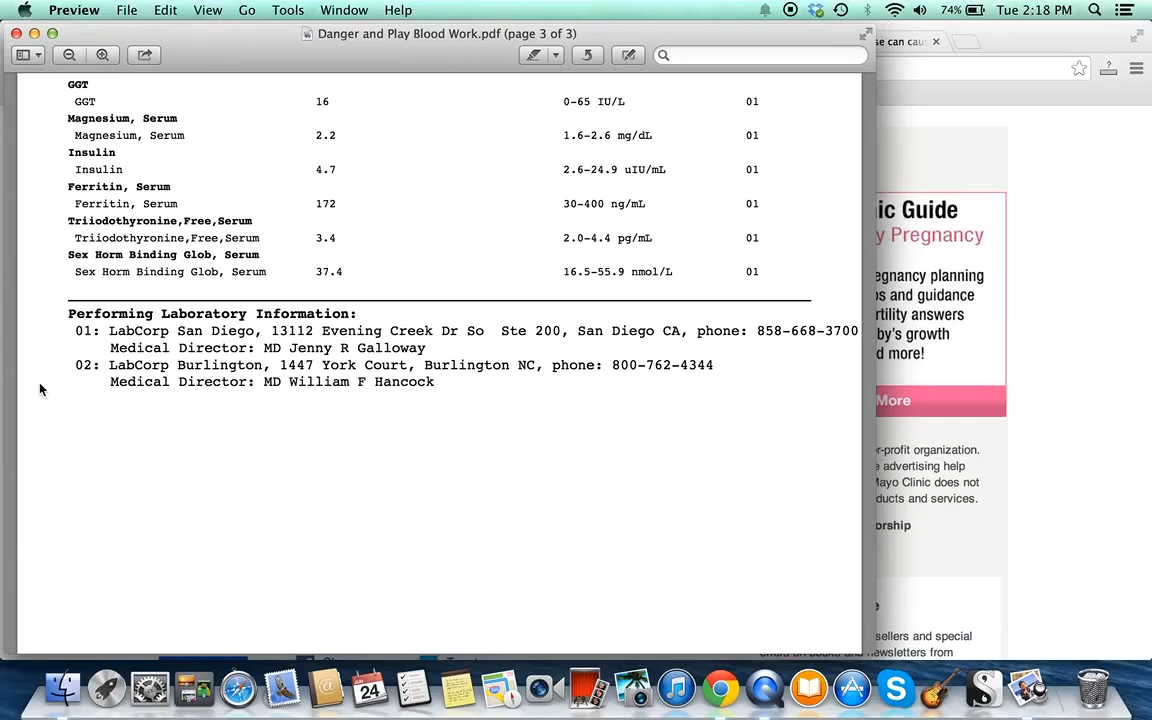 Preview File Edit View Go Tools Window Help 74% Tue 2:18 PM
Danger and Play Blood Work.pdf (page 3 of 3)
GGT
GGT 16 0-65 IU/L 01
Magnesium, Serum
Magnesium, Serum 2.2 1.6-2.6 mg/dL 01
Insulin
Insulin 4.7 2.6-24.9 uIU/mL 01
Ferritin, Serum
Ferritin, Serum 172 30-400 ng/mL 01
Triiodothyronine,Free,Serum
Triiodothyronine,Free,Serum 3.4 2.0-4.4 pg/mL 01
Sex Horm Binding Glob, Serum
Sex Horm Binding Glob, Serum 37.4 16.5-55.9 nmol/L 01
Performing Laboratory Information:
01: LabCorp San Diego, 13112 Evening Creek Dr So Ste 200, San Diego CA, phone: 858-668-3700
Medical Director: MD Jenny R Galloway
02: LabCorp Burlington, 1447 York Court, Burlington NC, phone: 800-762-4344
Medical Director: MD William F Hancock
se can cau
ic Guide
y Pregnancy
egnancy planning
os and guidance
rtility answers
by's growth
d more!
More
r-profit organization.
e advertising help
Mayo Clinic does not
ducts and services.
orship
e
sellers and special
newsletters from
JUN
24